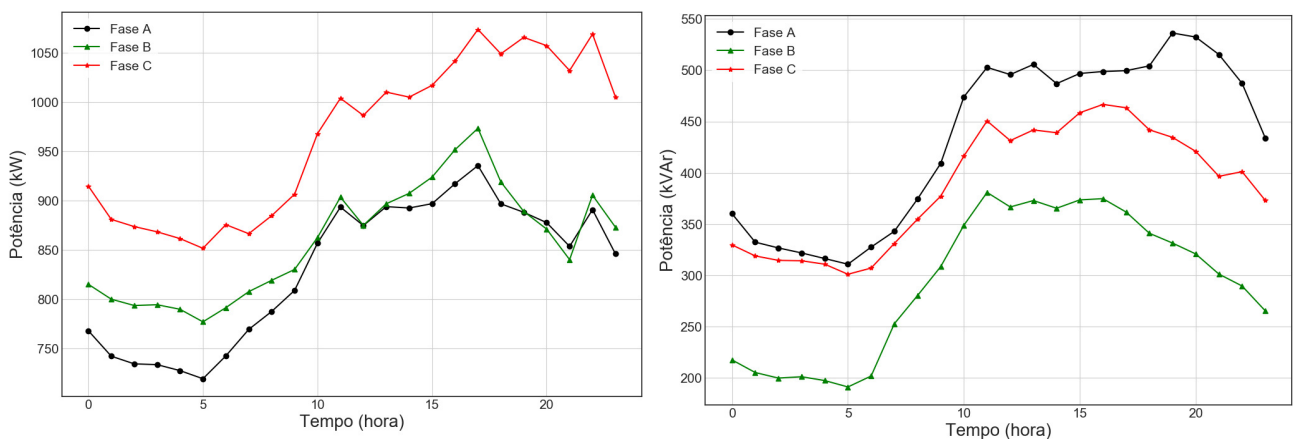 Fase A
Fase B
Fase C
1050
1000
950
900
850
800
750
Potência (kW)
0 5 10 15 20
Tempo (hora)
Fase A
Fase B
Fase C
550
500
450
400
350
300
250
200
Potência (kVAr)
0 5 10 15 20
Tempo (hora)